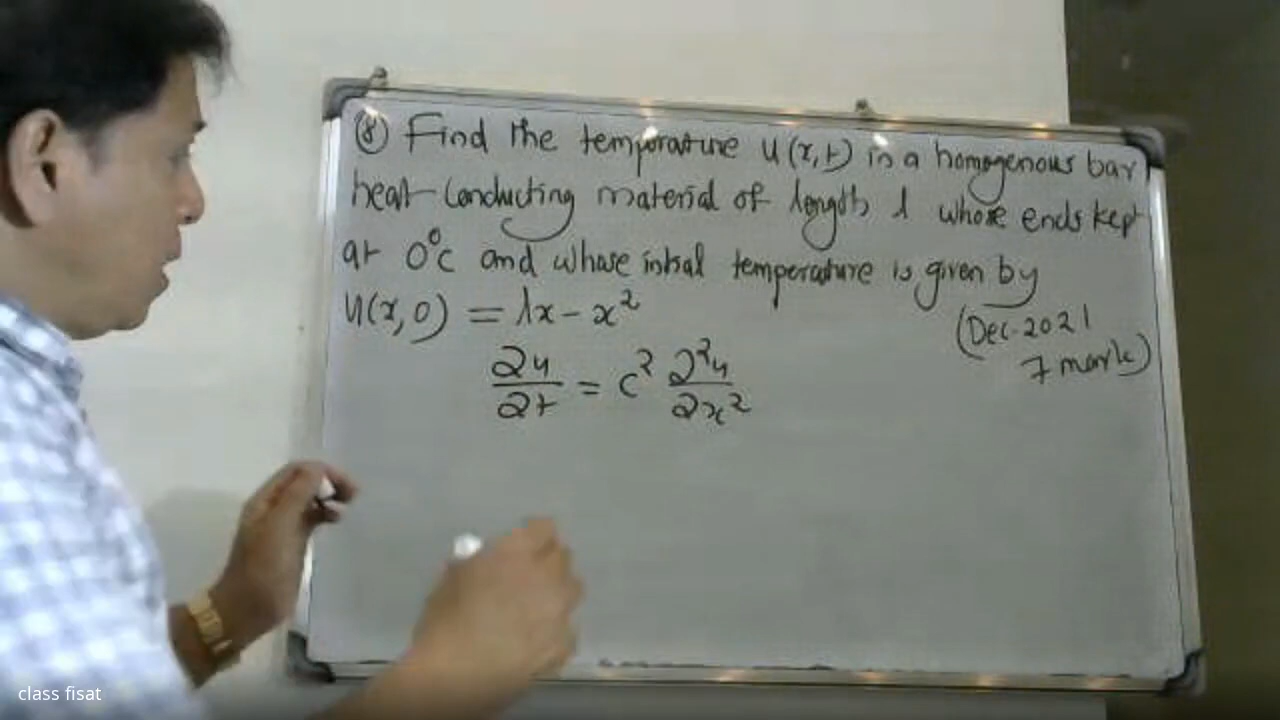 ⑧ Find the temperature u(x,t) in a homogenous bar
heat conducting material of length l whose ends kept
at 0°c and whose initial temperature is given by
u(x,0) = lx - x²
(Dec-2021
7 mark)
∂u/∂t = c² ∂²u/∂x²
class fisat